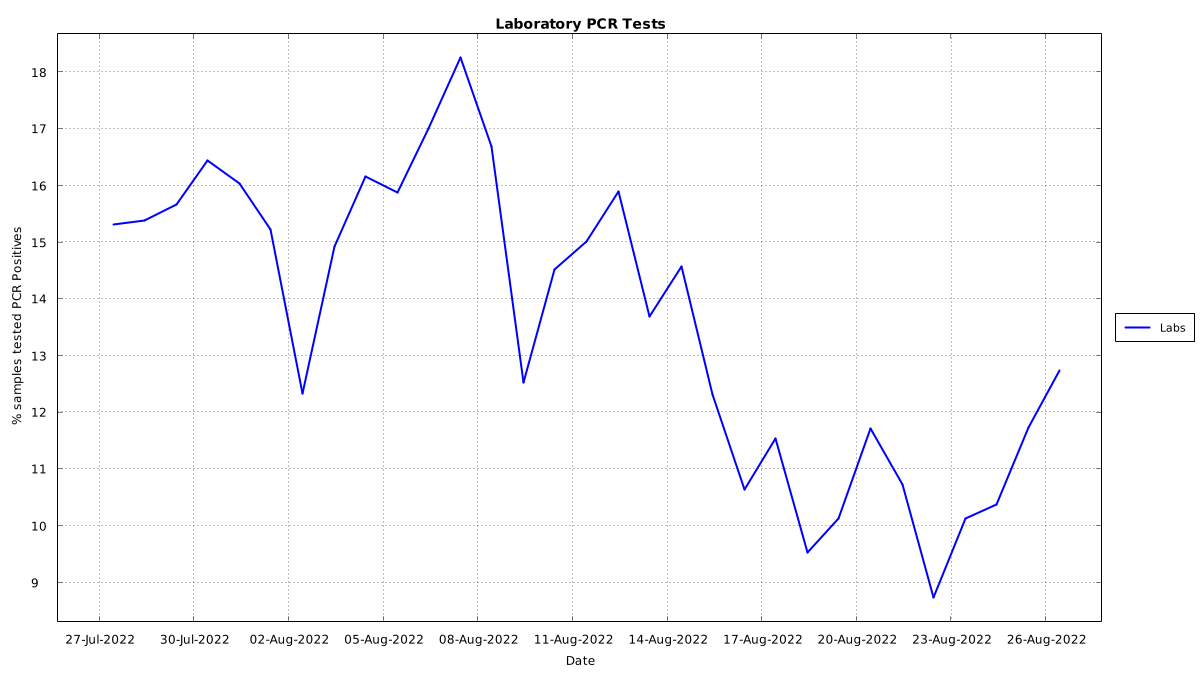 Laboratory PCR Tests
% samples tested PCR Positives
18
17
16
15
14
13
12
11
10
9
27-Jul-2022 30-Jul-2022 02-Aug-2022 05-Aug-2022 08-Aug-2022 11-Aug-2022 14-Aug-2022 17-Aug-2022 20-Aug-2022 23-Aug-2022 26-Aug-2022
Date
Labs